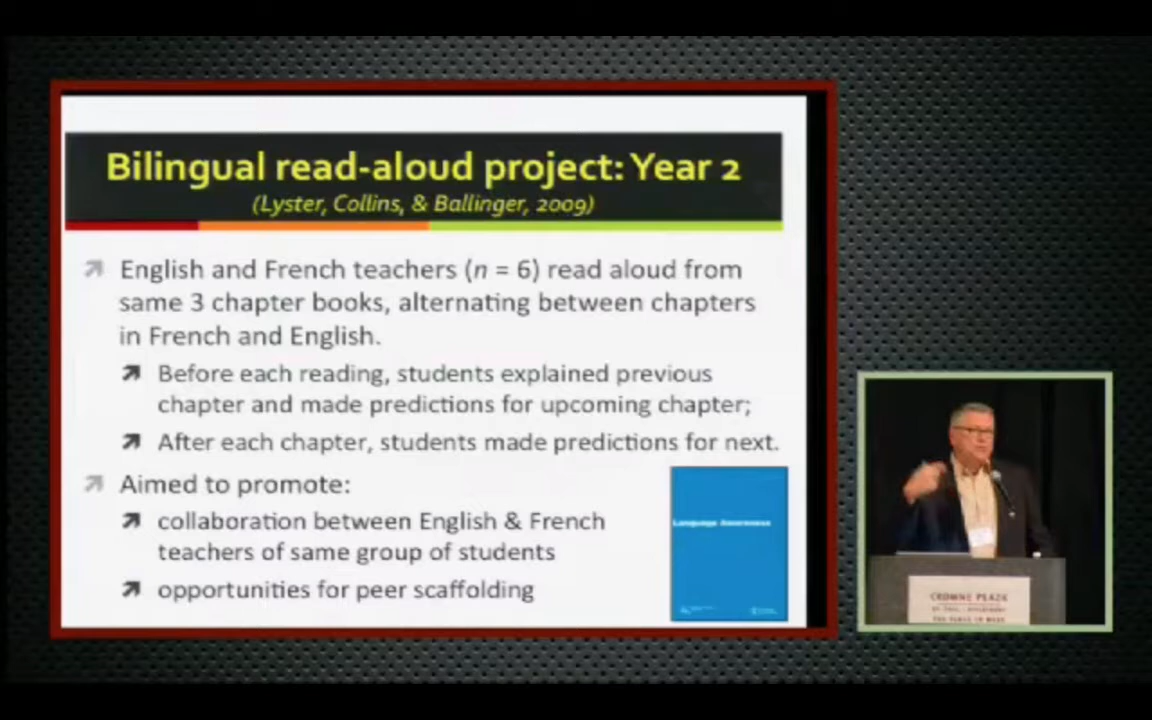 Bilingual read-aloud project: Year 2
(Lyster, Collins, & Ballinger, 2009)
English and French teachers (n = 6) read aloud from
same 3 chapter books, alternating between chapters
in French and English.
Before each reading, students explained previous
chapter and made predictions for upcoming chapter;
After each chapter, students made predictions for next.
Aimed to promote:
collaboration between English & French
teachers of same group of students
opportunities for peer scaffolding
Language Awareness
CROWNE PLAZA